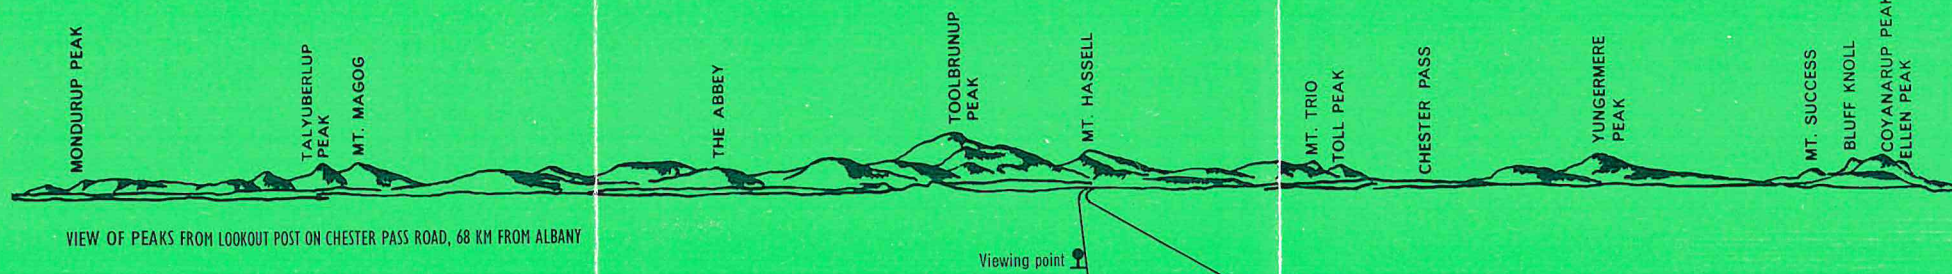 MONDURUP PEAK
TALYUBERLUP
PEAK
MT. MAGOG
THE ABBEY
TOOLBRUNUP
PEAK
MT. HASSELL
MT. TRIO
TOLL PEAK
CHESTER PASS
YUNGERMERE
PEAK
MT. SUCCESS
BLUFF KNOLL
COYANARUP PEAK
ELLEN PEAK
VIEW OF PEAKS FROM LOOKOUT POST ON CHESTER PASS ROAD, 68 KM FROM ALBANY
Viewing point